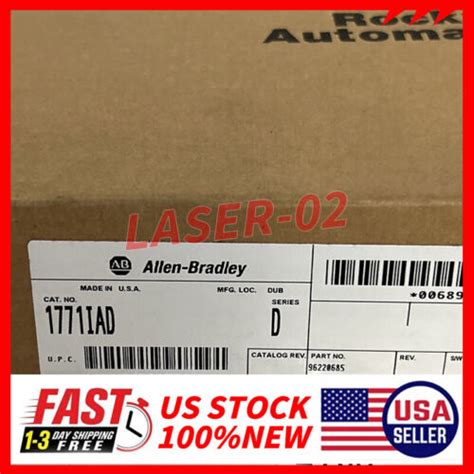 Rock
Automa
LASER-02
AB Allen-Bradley
MADE IN U.S.A. MFG. LOC. DUB
CAT. NO. SERIES
1771IAD D
*00689
U.P.C. CATALOG REV. PART NO. REV. S/W
96220685
FAST US STOCK USA
1-3 DAY SHIPPING FREE 100%NEW SELLER